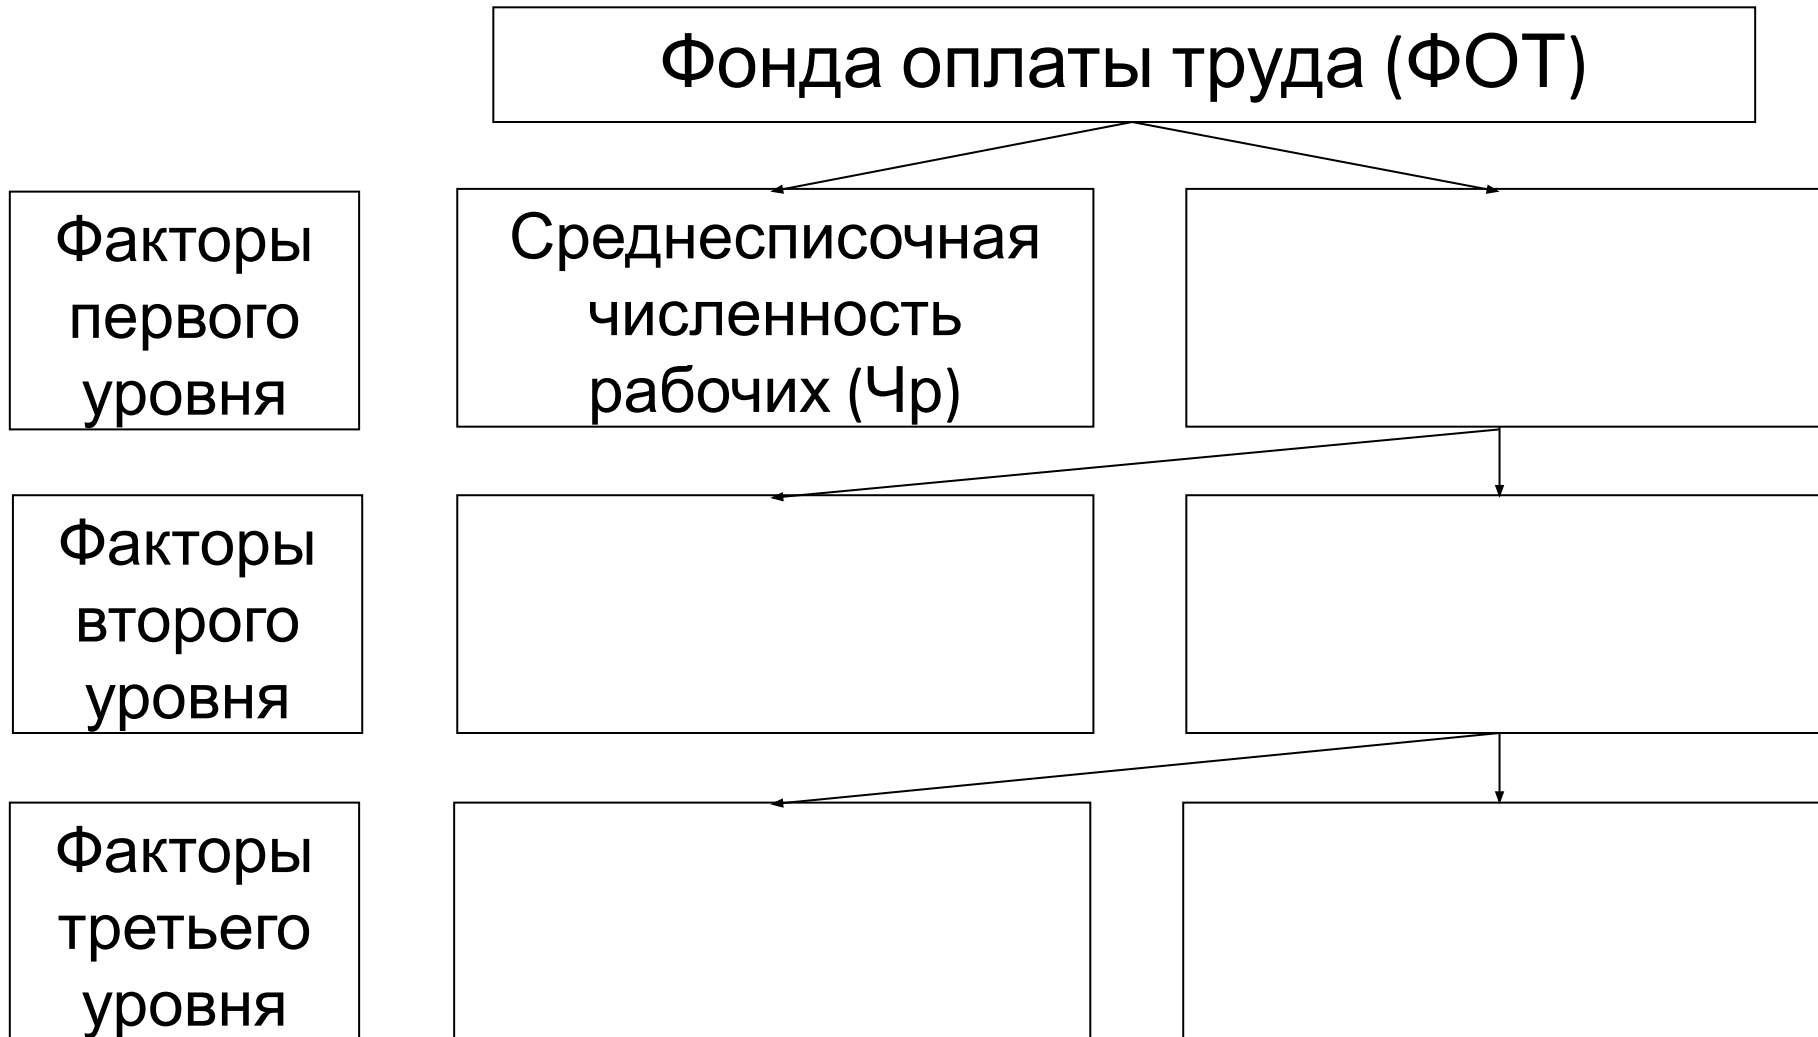 Фонда оплаты труда (ФОТ)
Факторы
первого
уровня
Среднесписочная
численность
рабочих (Чр)
Факторы
второго
уровня
Факторы
третьего
уровня